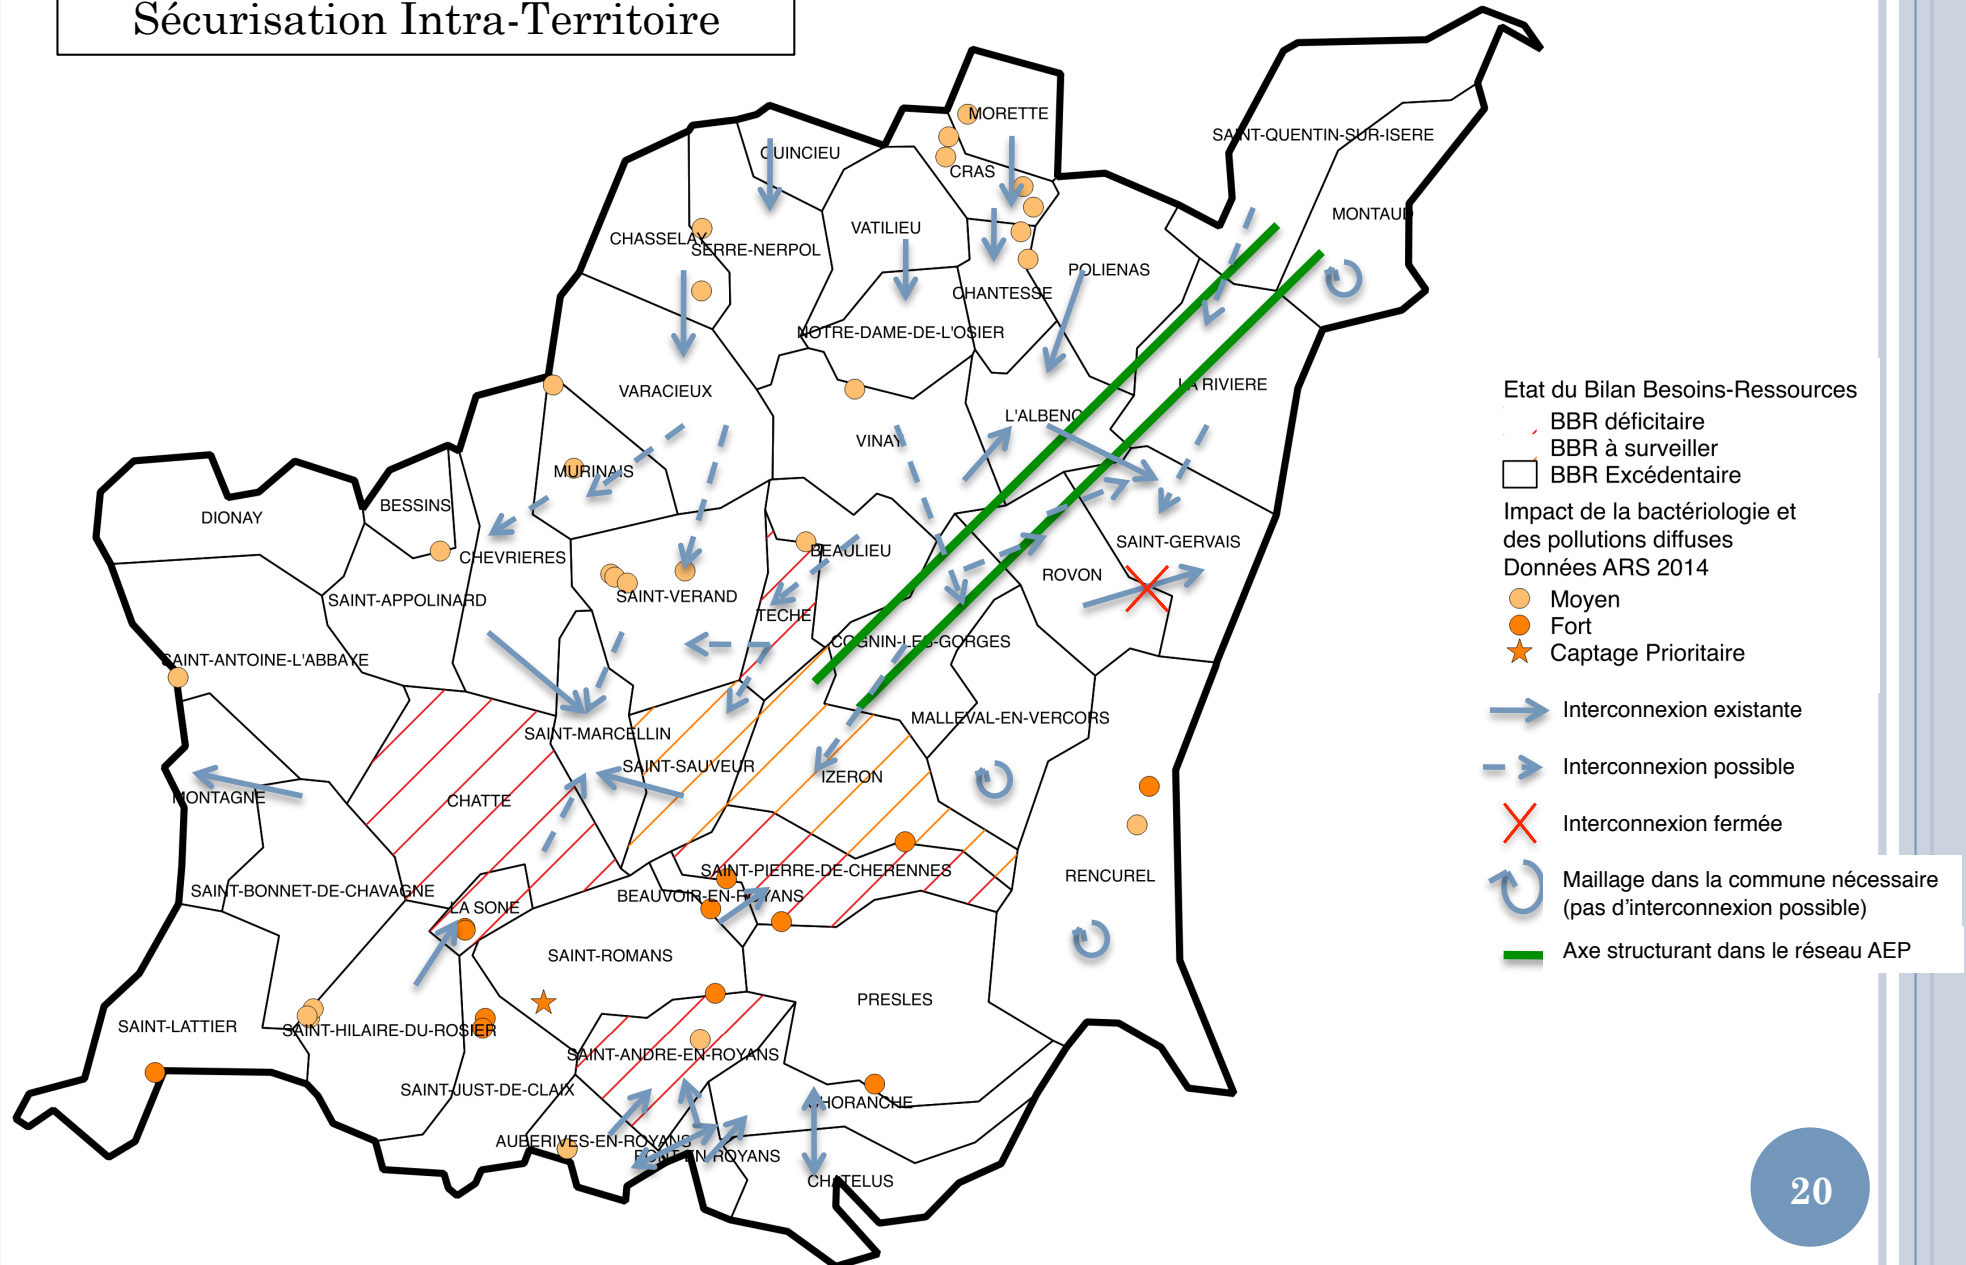 Sécurisation Intra-Territoire
MORETTE
SAINT-QUENTIN-SUR-ISERE
QUINCIEU
CRAS
MONTAUD
VATILIEU
CHASSELAY
SERRE-NERPOL
POLIENAS
CHANTESSE
NOTRE-DAME-DE-L'OSIER
LA RIVIERE
VARACIEUX
L'ALBENC
VINAY
MURINAIS
BESSINS
DIONAY
SAINT-GERVAIS
BEAULIEU
CHEVRIERES
ROVON
SAINT-VERAND
SAINT-APPOLINARD
TECHE
COGNIN-LES-GORGES
SAINT-ANTOINE-L'ABBAYE
MALLEVAL-EN-VERCORS
SAINT-MARCELLIN
SAINT-SAUVEUR
IZERON
MONTAGNE
CHATTE
SAINT-PIERRE-DE-CHERENNES
RENCUREL
SAINT-BONNET-DE-CHAVAGNE
BEAUVOIR-EN-ROYANS
LA SONE
SAINT-ROMANS
PRESLES
SAINT-LATTIER
SAINT-HILAIRE-DU-ROSIER
SAINT-ANDRE-EN-ROYANS
SAINT-JUST-DE-CLAIX
CHORANCHE
AUBERIVES-EN-ROYANS
PONT-EN-ROYANS
CHATELUS
Etat du Bilan Besoins-Ressources
BBR déficitaire
BBR à surveiller
BBR Excédentaire
Impact de la bactériologie et
des pollutions diffuses
Données ARS 2014
Moyen
Fort
Captage Prioritaire
Interconnexion existante
Interconnexion possible
Interconnexion fermée
Maillage dans la commune nécessaire
(pas d'interconnexion possible)
Axe structurant dans le réseau AEP
20